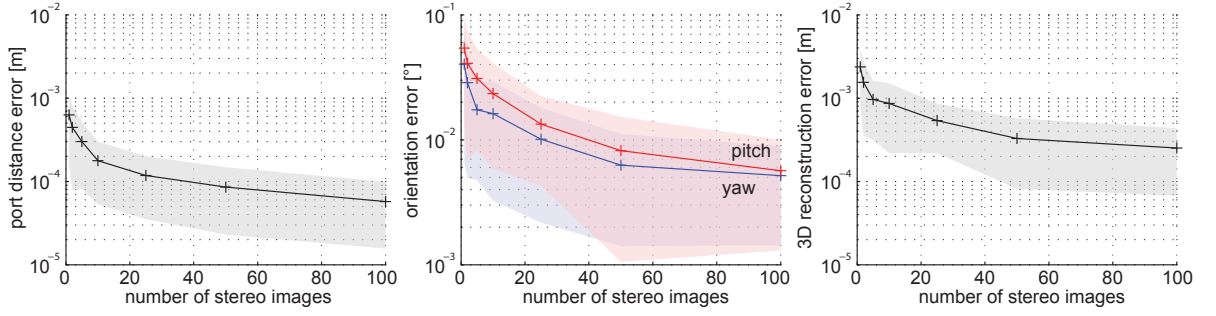 port distance error [m]
10⁻²
10⁻³
10⁻⁴
10⁻⁵
0 20 40 60 80 100
number of stereo images
orientation error [°]
10⁻¹
10⁻²
10⁻³
pitch
yaw
0 20 40 60 80 100
number of stereo images
3D reconstruction error [m]
10⁻²
10⁻³
10⁻⁴
10⁻⁵
0 20 40 60 80 100
number of stereo images